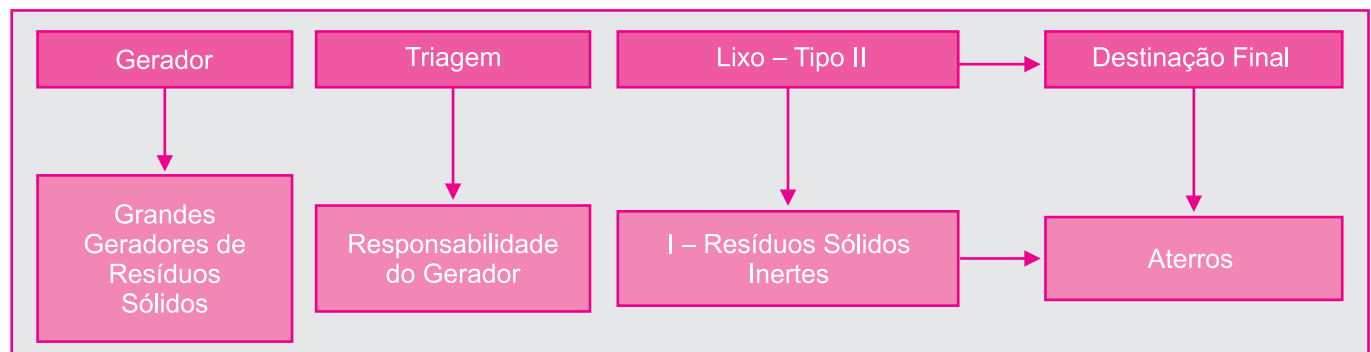 Gerador
Triagem
Lixo – Tipo II
Destinação Final
Grandes
Geradores de
Resíduos
Sólidos
Responsabilidade
do Gerador
I – Resíduos Sólidos
Inertes
Aterros